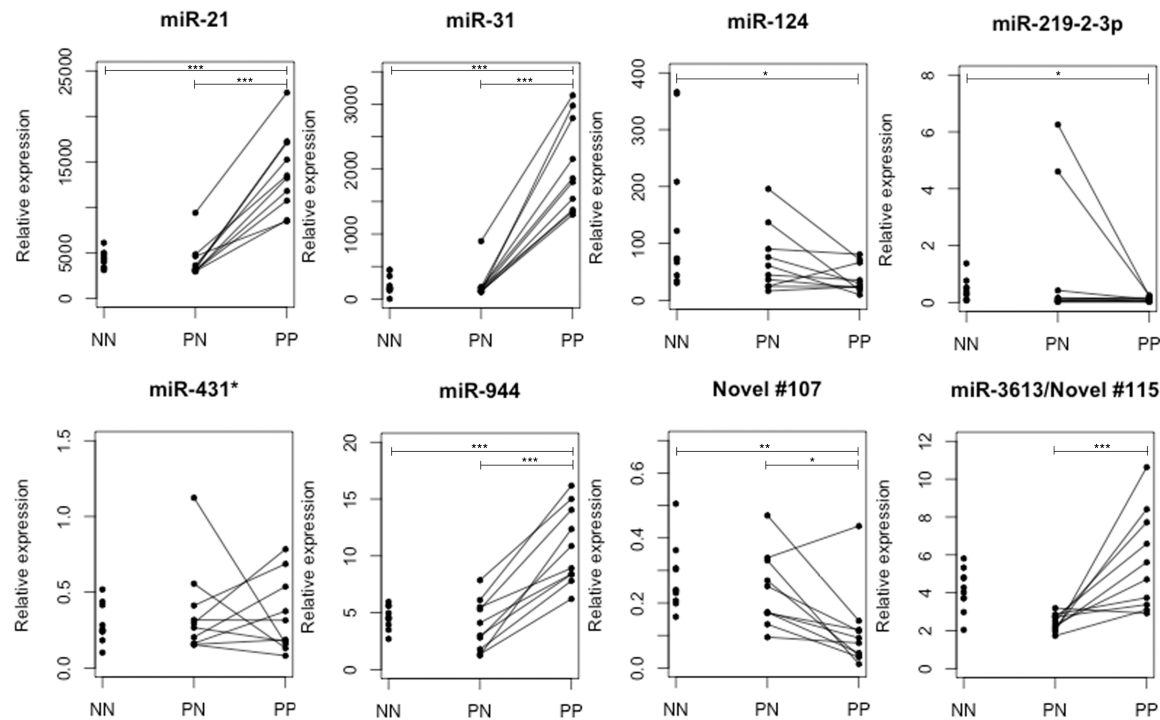 miR-21
miR-31
miR-124
miR-219-2-3p
Relative expression
0
5000
15000
25000
***
***
NN
PN
PP
Relative expression
0
1000
2000
3000
***
***
NN
PN
PP
Relative expression
0
100
200
300
400
*
NN
PN
PP
Relative expression
0
2
4
6
8
*
NN
PN
PP
miR-431*
miR-944
Novel #107
miR-3613/Novel #115
Relative expression
0.0
0.5
1.0
1.5
NN
PN
PP
Relative expression
0
5
10
15
20
***
***
NN
PN
PP
Relative expression
0.0
0.2
0.4
0.6
**
*
NN
PN
PP
Relative expression
0
2
4
6
8
10
12
***
NN
PN
PP